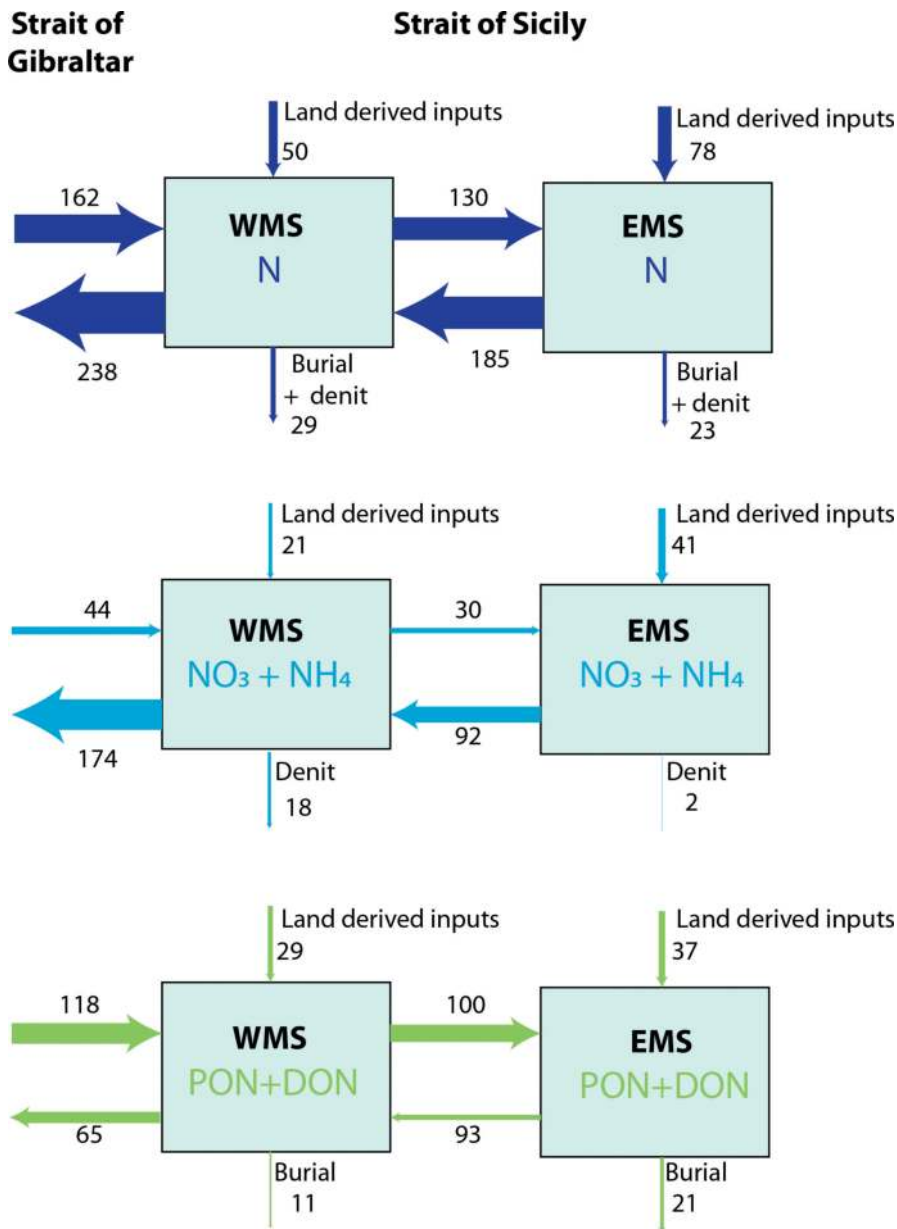 Strait of
Gibraltar
Strait of Sicily
Land derived inputs
50
Land derived inputs
78
162
WMS
N
130
EMS
N
238
185
Burial
+ denit
29
Burial
+ denit
23
Land derived inputs
21
Land derived inputs
41
44
WMS
NO₃ + NH₄
30
EMS
NO₃ + NH₄
174
92
Denit
18
Denit
2
Land derived inputs
29
Land derived inputs
37
118
WMS
PON+DON
100
EMS
PON+DON
65
93
Burial
11
Burial
21